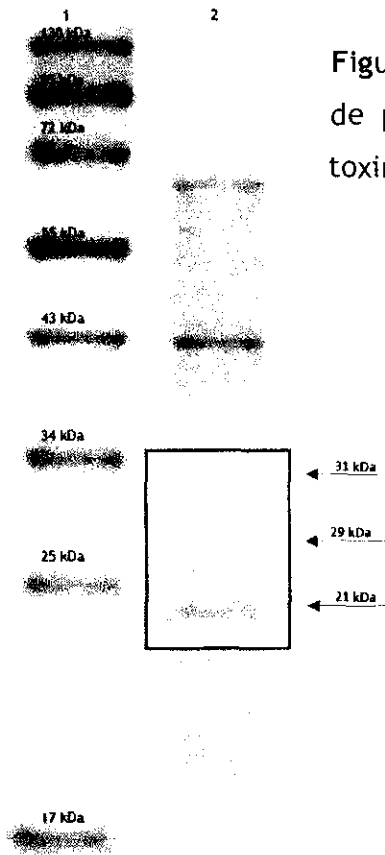 1 2
72 kDa
43 kDa
34 kDa
25 kDa
17 kDa
31 kDa
29 kDa
21 kDa
Figu
de p
toxin